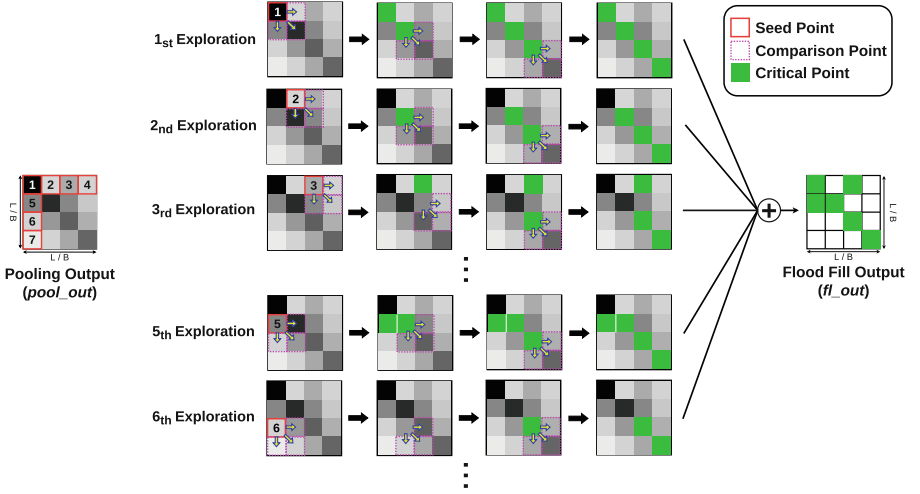 Seed Point
Comparison Point
Critical Point
1
1st Exploration
2
2nd Exploration
1 2 3 4
5
6
7
L / B
L / B
Pooling Output
(pool_out)
3
3rd Exploration
+
L / B
L / B
Flood Fill Output
(fl_out)
5
5th Exploration
6
6th Exploration